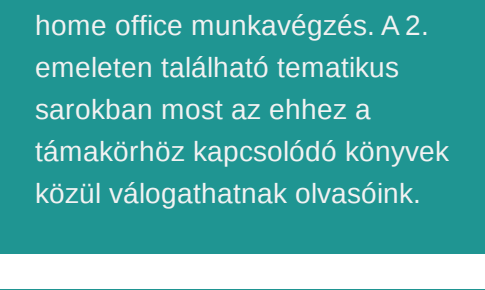 home office munkavégzés. A 2.
emeleten található tematikus
sarokban most az ehhez a
támakörhöz kapcsolódó könyvek
közül válogathatnak olvasóink.